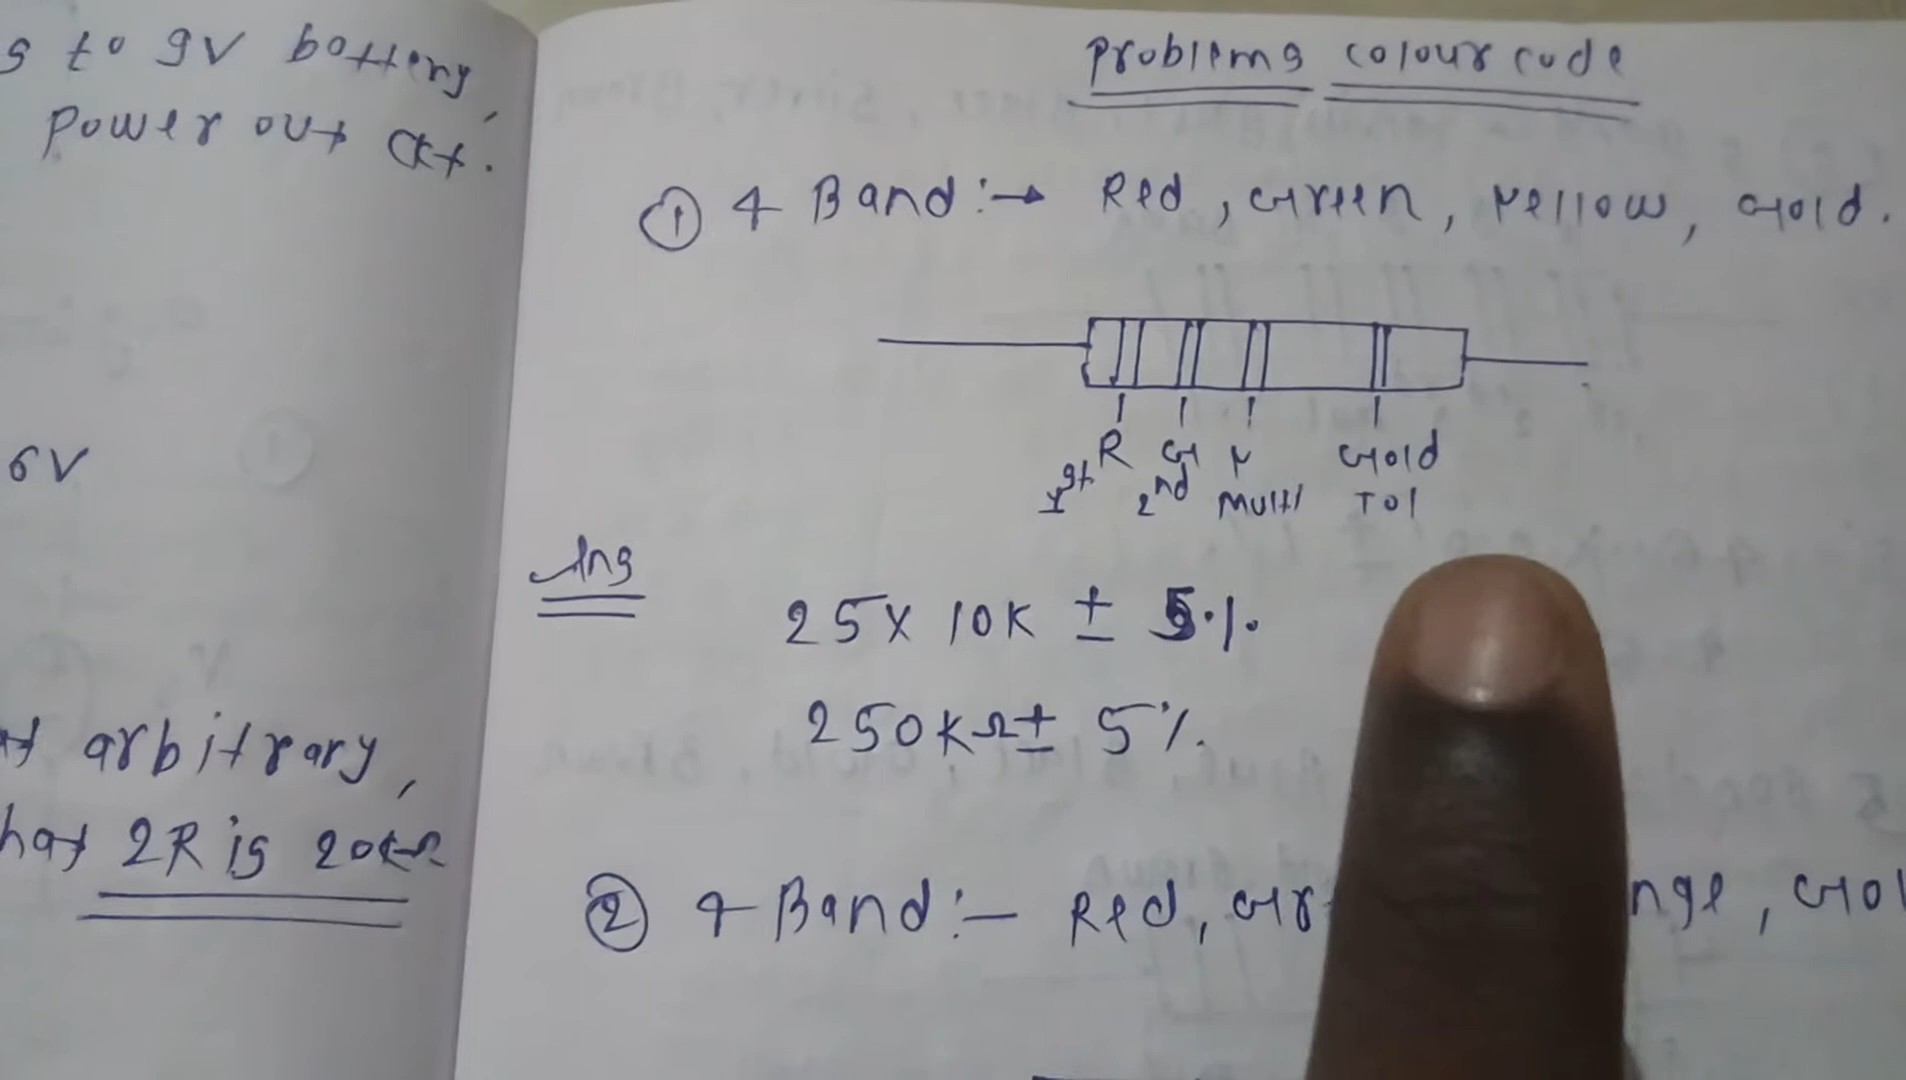 to 9V battery,
power out ckt.
6V
arbitrary,
2R is 20kΩ
problems colour code
① 4 Band :→ Red, Green, Yellow, Gold.
R G Y Gold
1st 2nd Multi Tol
Ans
25 x 10K ± 5%.
250KΩ ± 5%.
② 4 Band :- Red, Gr nge, Gol